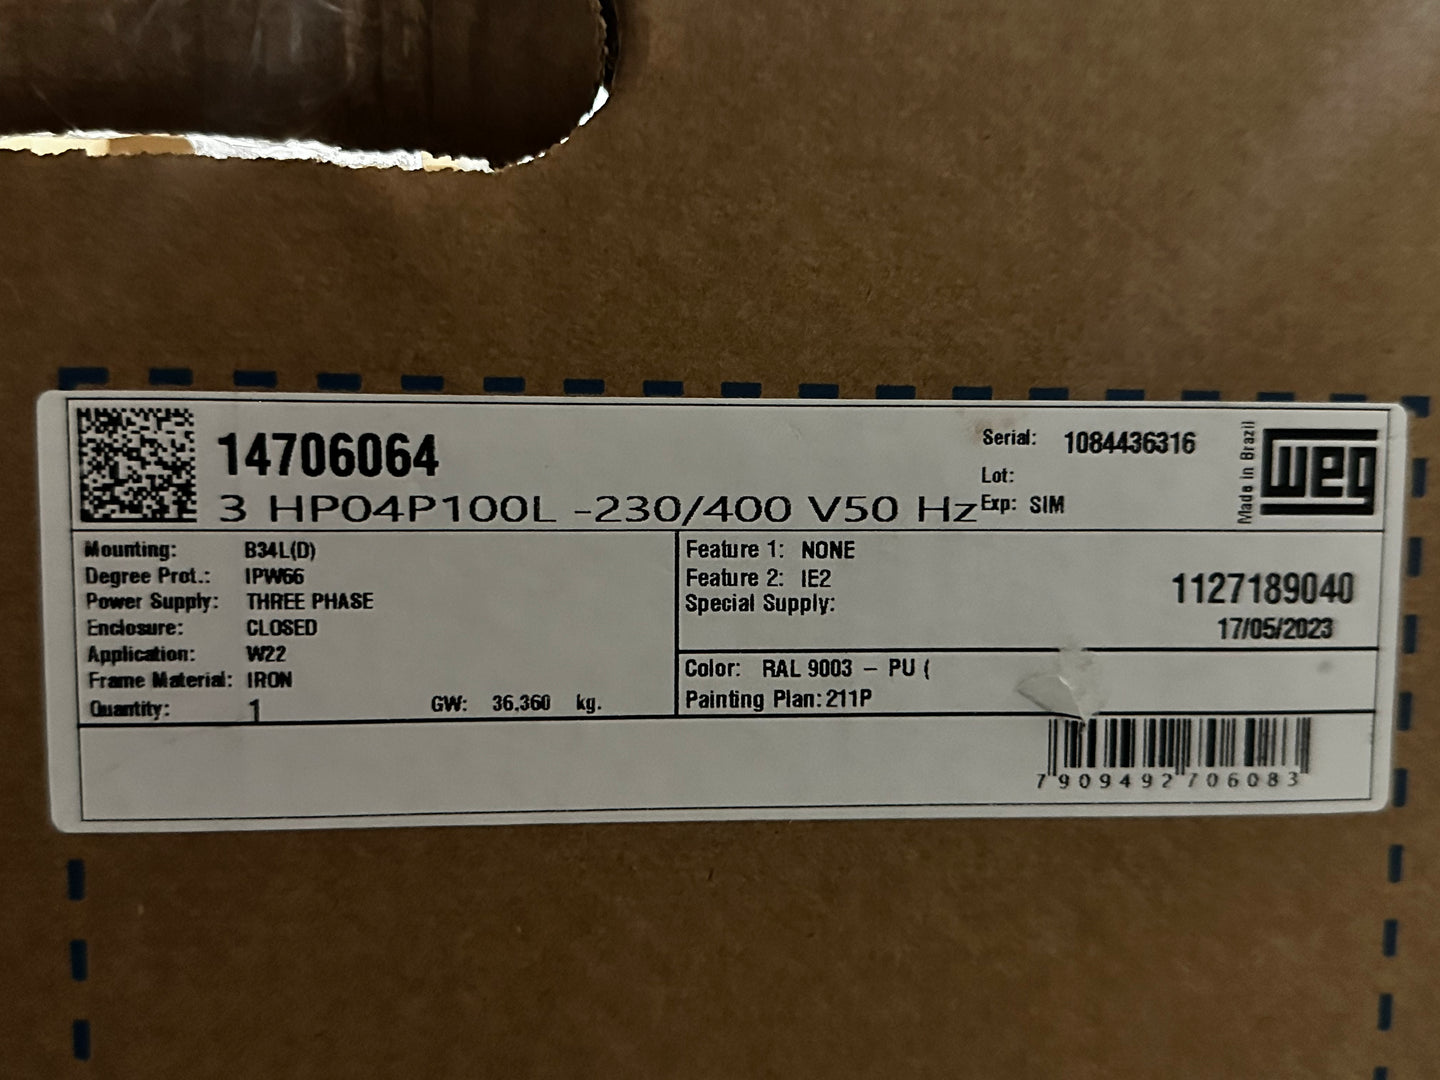 14706064
3 HP04P100L -230/400 V50 Hz
Serial: 1084436316
Lot:
Exp: SIM
Made in Brazil
WEG
Mounting: B34L(D)
Degree Prot.: IPW66
Power Supply: THREE PHASE
Enclosure: CLOSED
Application: W22
Frame Material: IRON
Quantity: 1 GW: 36,360 kg.
Feature 1: NONE
Feature 2: IE2
Special Supply:
1127189040
17/05/2023
Color: RAL 9003 - PU (
Painting Plan: 211P
7 909492 706083